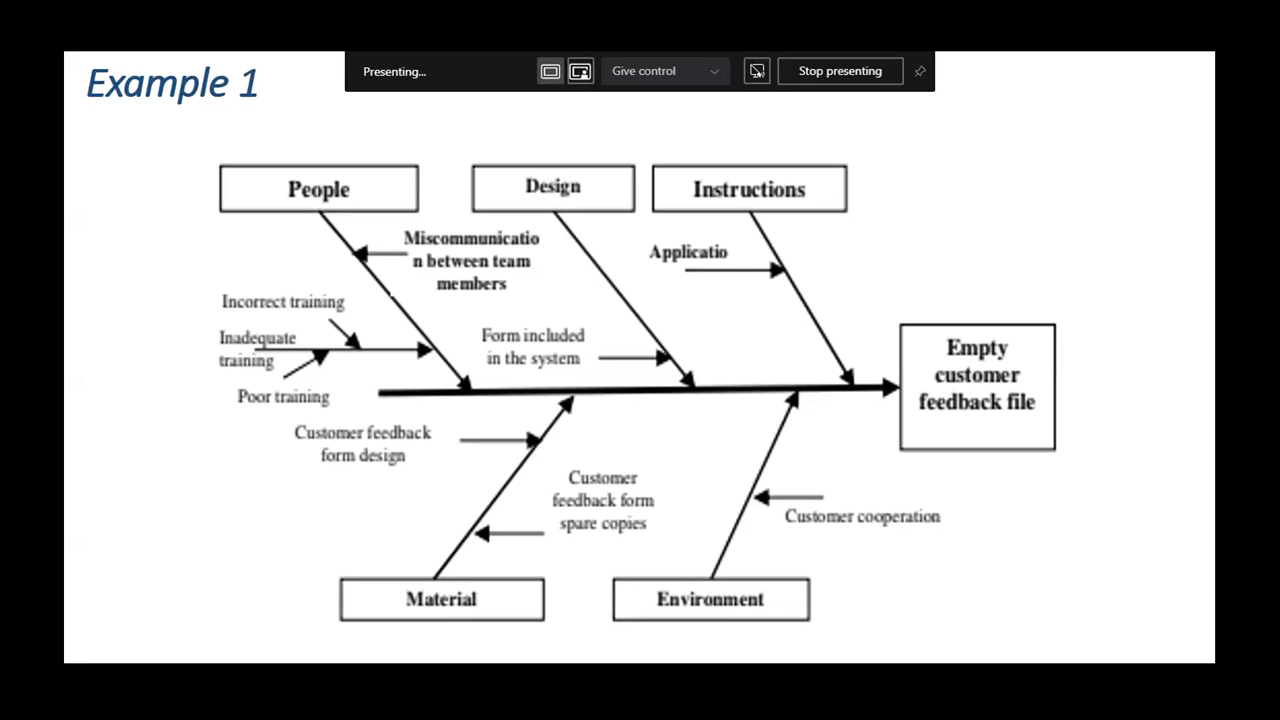 Example 1
Presenting...
Give control
Stop presenting
People
Design
Instructions
Miscommunicatio
n between team
members
Applicatio
Incorrect training
Inadequate
training
Poor training
Form included
in the system
Empty
customer
feedback file
Customer feedback
form design
Customer
feedback form
spare copies
Customer cooperation
Material
Environment